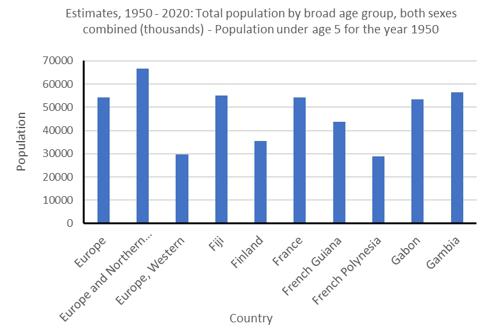 Estimates, 1950 - 2020: Total population by broad age group, both sexes
combined (thousands) - Population under age 5 for the year 1950
70000
60000
50000
40000
30000
20000
10000
0
Population
Europe
Europe and Northern...
Europe, Western
Fiji
Finland
France
French Guiana
French Polynesia
Gabon
Gambia
Country